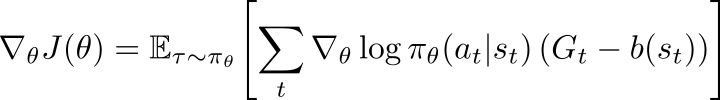 ∇_θ J(θ) = 𝔼_{τ∼π_θ} [ ∑_t ∇_θ log π_θ(a_t|s_t) (G_t − b(s_t)) ]